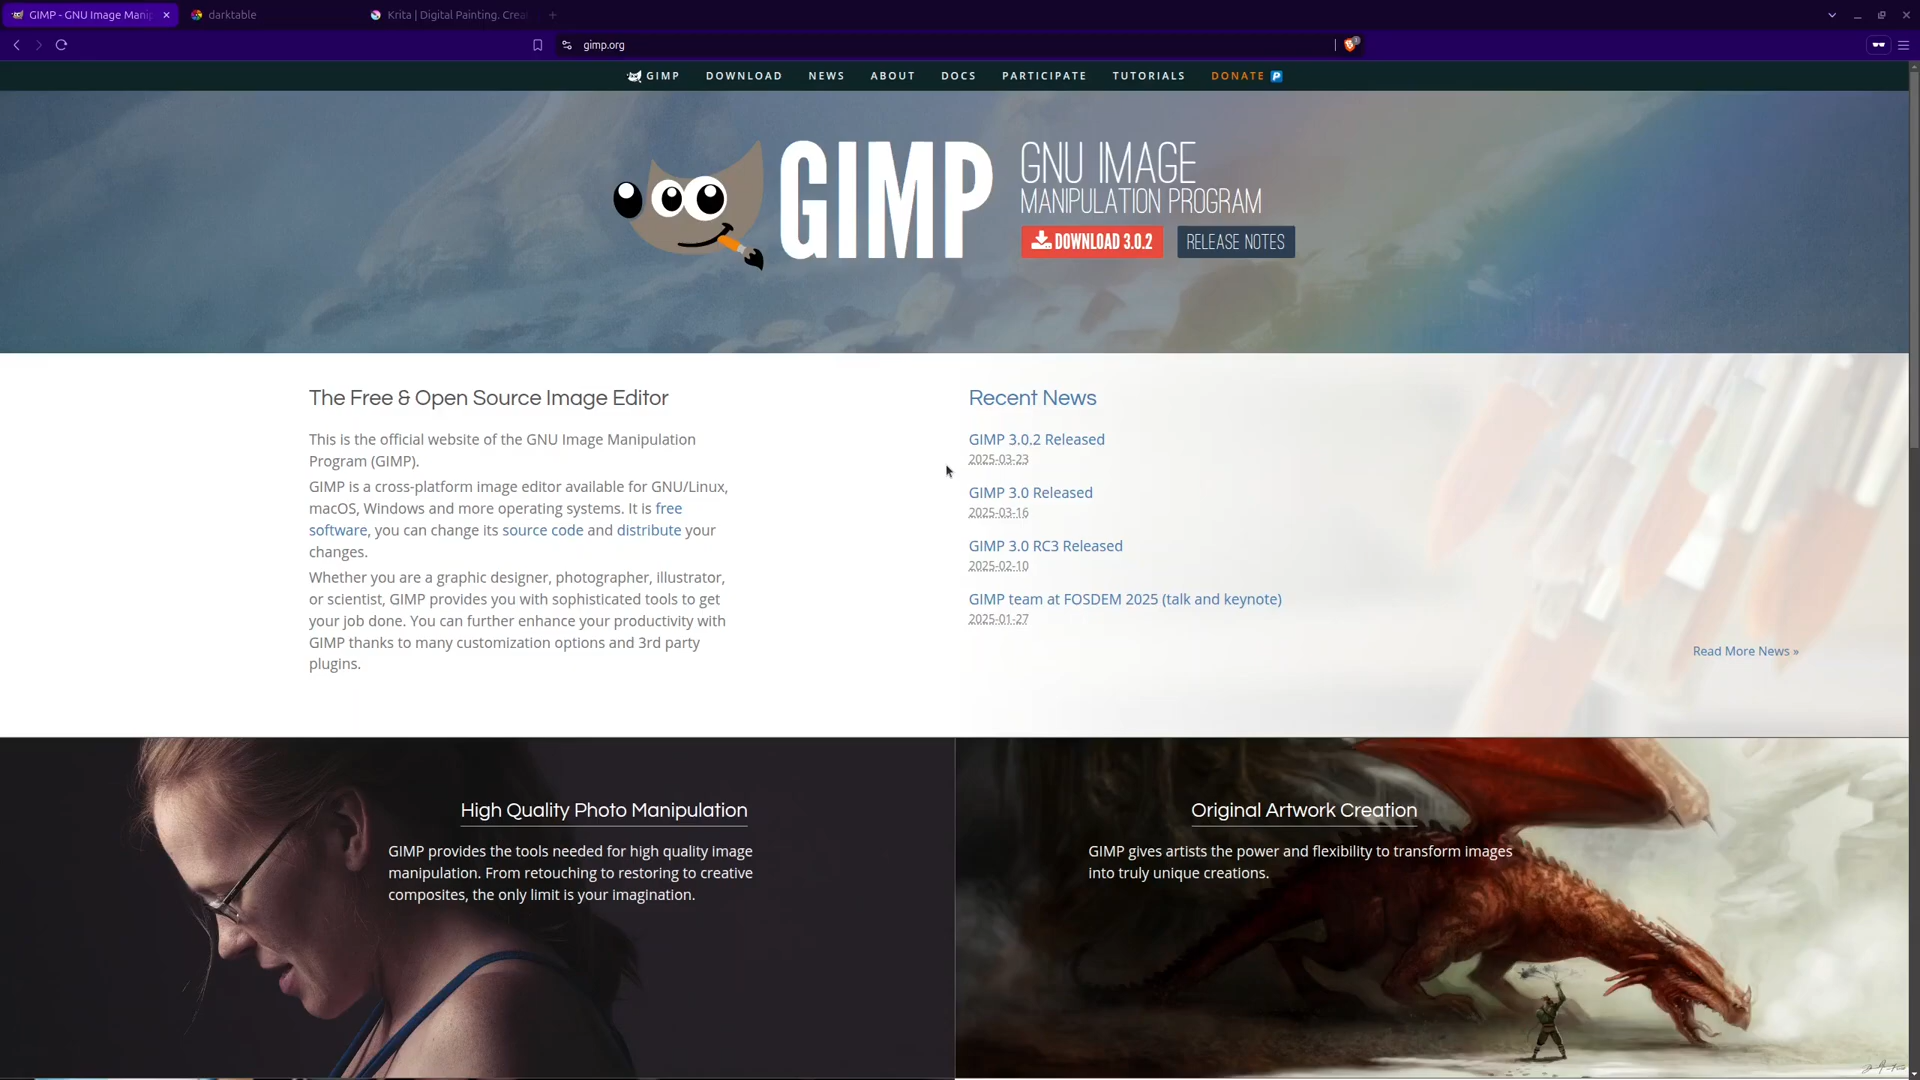 GIMP - GNU Image Mani
darktable
Krita | Digital Painting. Crea
gimp.org
GIMP DOWNLOAD NEWS ABOUT DOCS PARTICIPATE TUTORIALS DONATE
GIMP
GNU IMAGE
MANIPULATION PROGRAM
DOWNLOAD 3.0.2
RELEASE NOTES
The Free & Open Source Image Editor
This is the official website of the GNU Image Manipulation
Program (GIMP).
GIMP is a cross-platform image editor available for GNU/Linux,
macOS, Windows and more operating systems. It is free
software, you can change its source code and distribute your
changes.
Whether you are a graphic designer, photographer, illustrator,
or scientist, GIMP provides you with sophisticated tools to get
your job done. You can further enhance your productivity with
GIMP thanks to many customization options and 3rd party
plugins.
Recent News
GIMP 3.0.2 Released
2025-03-23
GIMP 3.0 Released
2025-03-16
GIMP 3.0 RC3 Released
2025-02-10
GIMP team at FOSDEM 2025 (talk and keynote)
2025-01-27
Read More News »
High Quality Photo Manipulation
GIMP provides the tools needed for high quality image
manipulation. From retouching to restoring to creative
composites, the only limit is your imagination.
Original Artwork Creation
GIMP gives artists the power and flexibility to transform images
into truly unique creations.